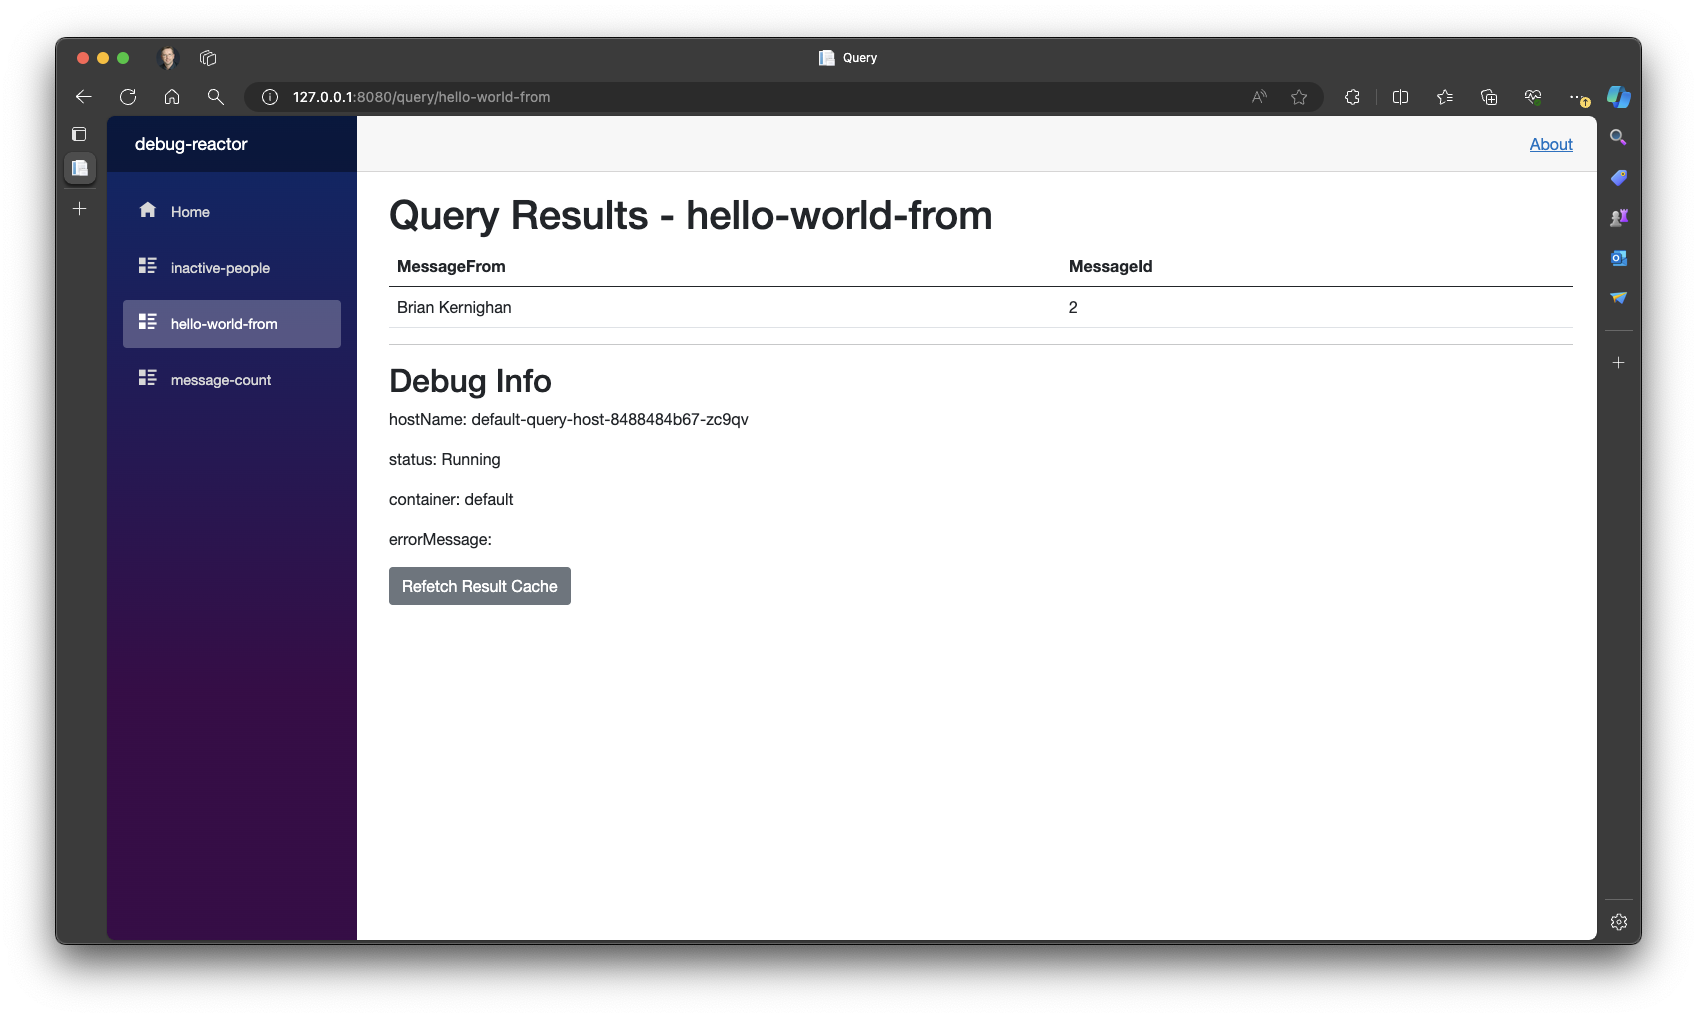 Query
127.0.0.1:8080/query/hello-world-from
debug-reactor
About
Home
inactive-people
hello-world-from
message-count
Query Results - hello-world-from
MessageFrom MessageId
Brian Kernighan 2
Debug Info
hostName: default-query-host-8488484b67-zc9qv
status: Running
container: default
errorMessage:
Refetch Result Cache